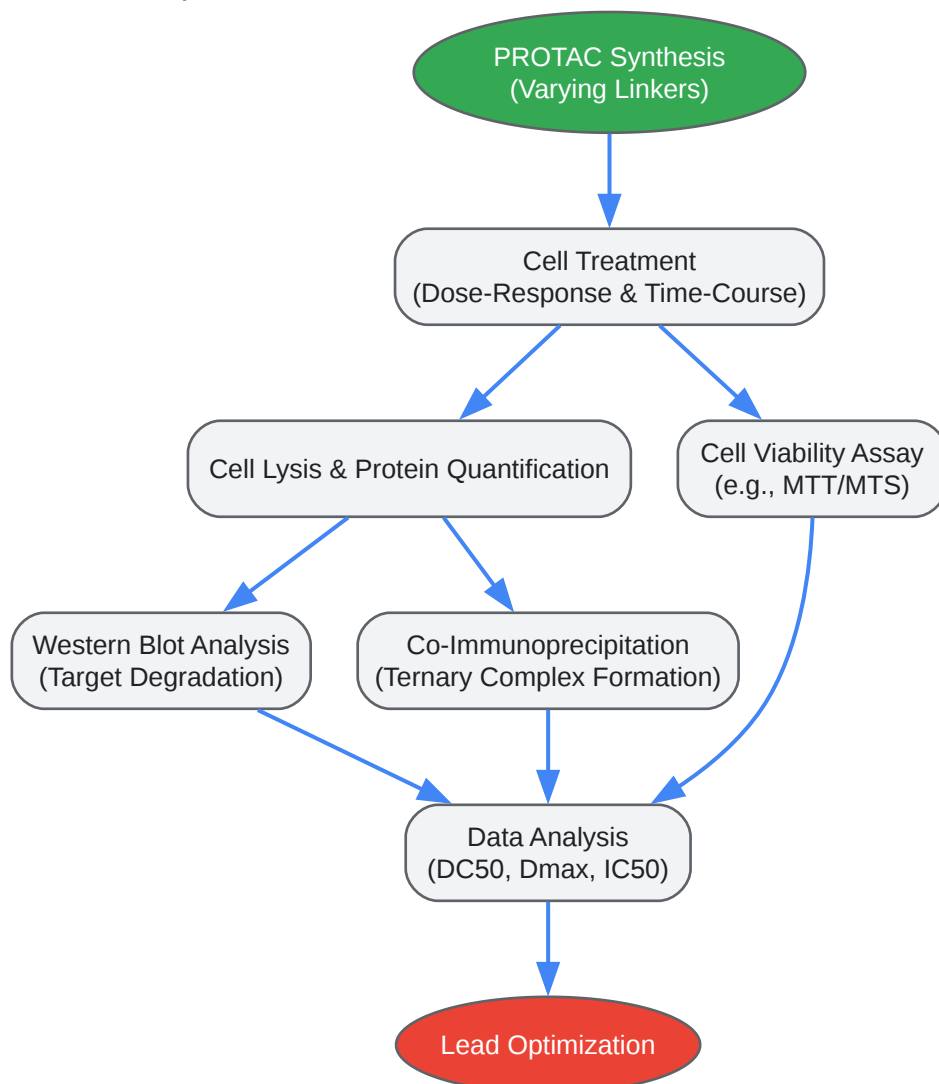 PROTAC Synthesis
(Varying Linkers)
Cell Treatment
(Dose-Response & Time-Course)
Cell Lysis & Protein Quantification
Cell Viability Assay
(e.g., MTT/MTS)
Western Blot Analysis
(Target Degradation)
Co-Immunoprecipitation
(Ternary Complex Formation)
Data Analysis
(DC50, Dmax, IC50)
Lead Optimization